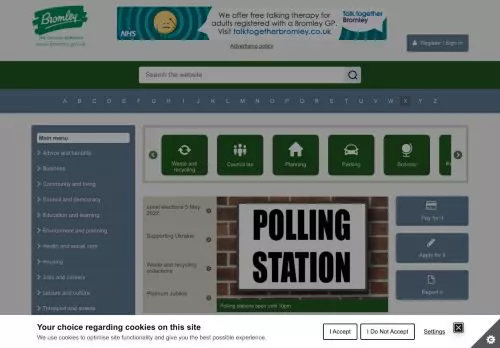 Bromley
THE LONDON BOROUGH
www.bromley.gov.uk
NHS
We offer free talking therapy for
adults registered with a Bromley GP.
Visit talktogetherbromley.co.uk
talk together
Bromley
Advertising policy
Register | Sign in
Search the website
A B C D E F G H I J K L M N O P Q R S T U V W X Y Z
Main menu
Advice and benefits
Business
Community and living
Council and democracy
Education and learning
Environment and planning
Health and social care
Housing
Jobs and careers
Leisure and culture
Transport and streets
Waste and
recycling
Council tax
Planning
Parking
Schools
Local elections 5 May
2022
Supporting Ukraine
Waste and recycling
collections
Platinum Jubilee
POLLING
STATION
Polling stations open until 10pm
Pay for it
Apply for it
Report it
Your choice regarding cookies on this site
We use cookies to optimise site functionality and give you the best possible experience.
I Accept
I Do Not Accept
Settings